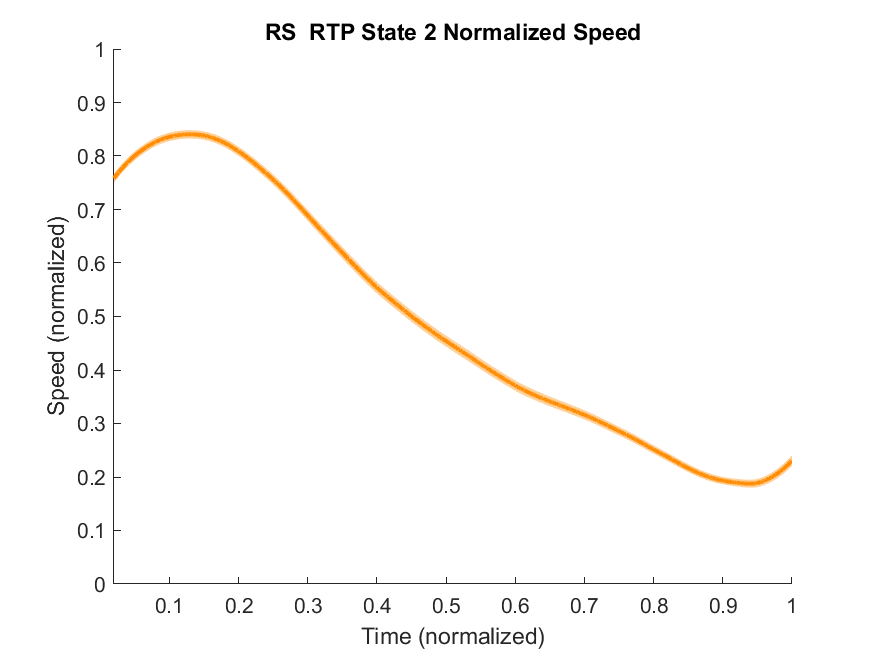 RS  RTP State 2 Normalized Speed
1
0.9
0.8
0.7
0.6
0.5
0.4
0.3
0.2
0.1
0
Speed (normalized)
0.1 0.2 0.3 0.4 0.5 0.6 0.7 0.8 0.9 1
Time (normalized)